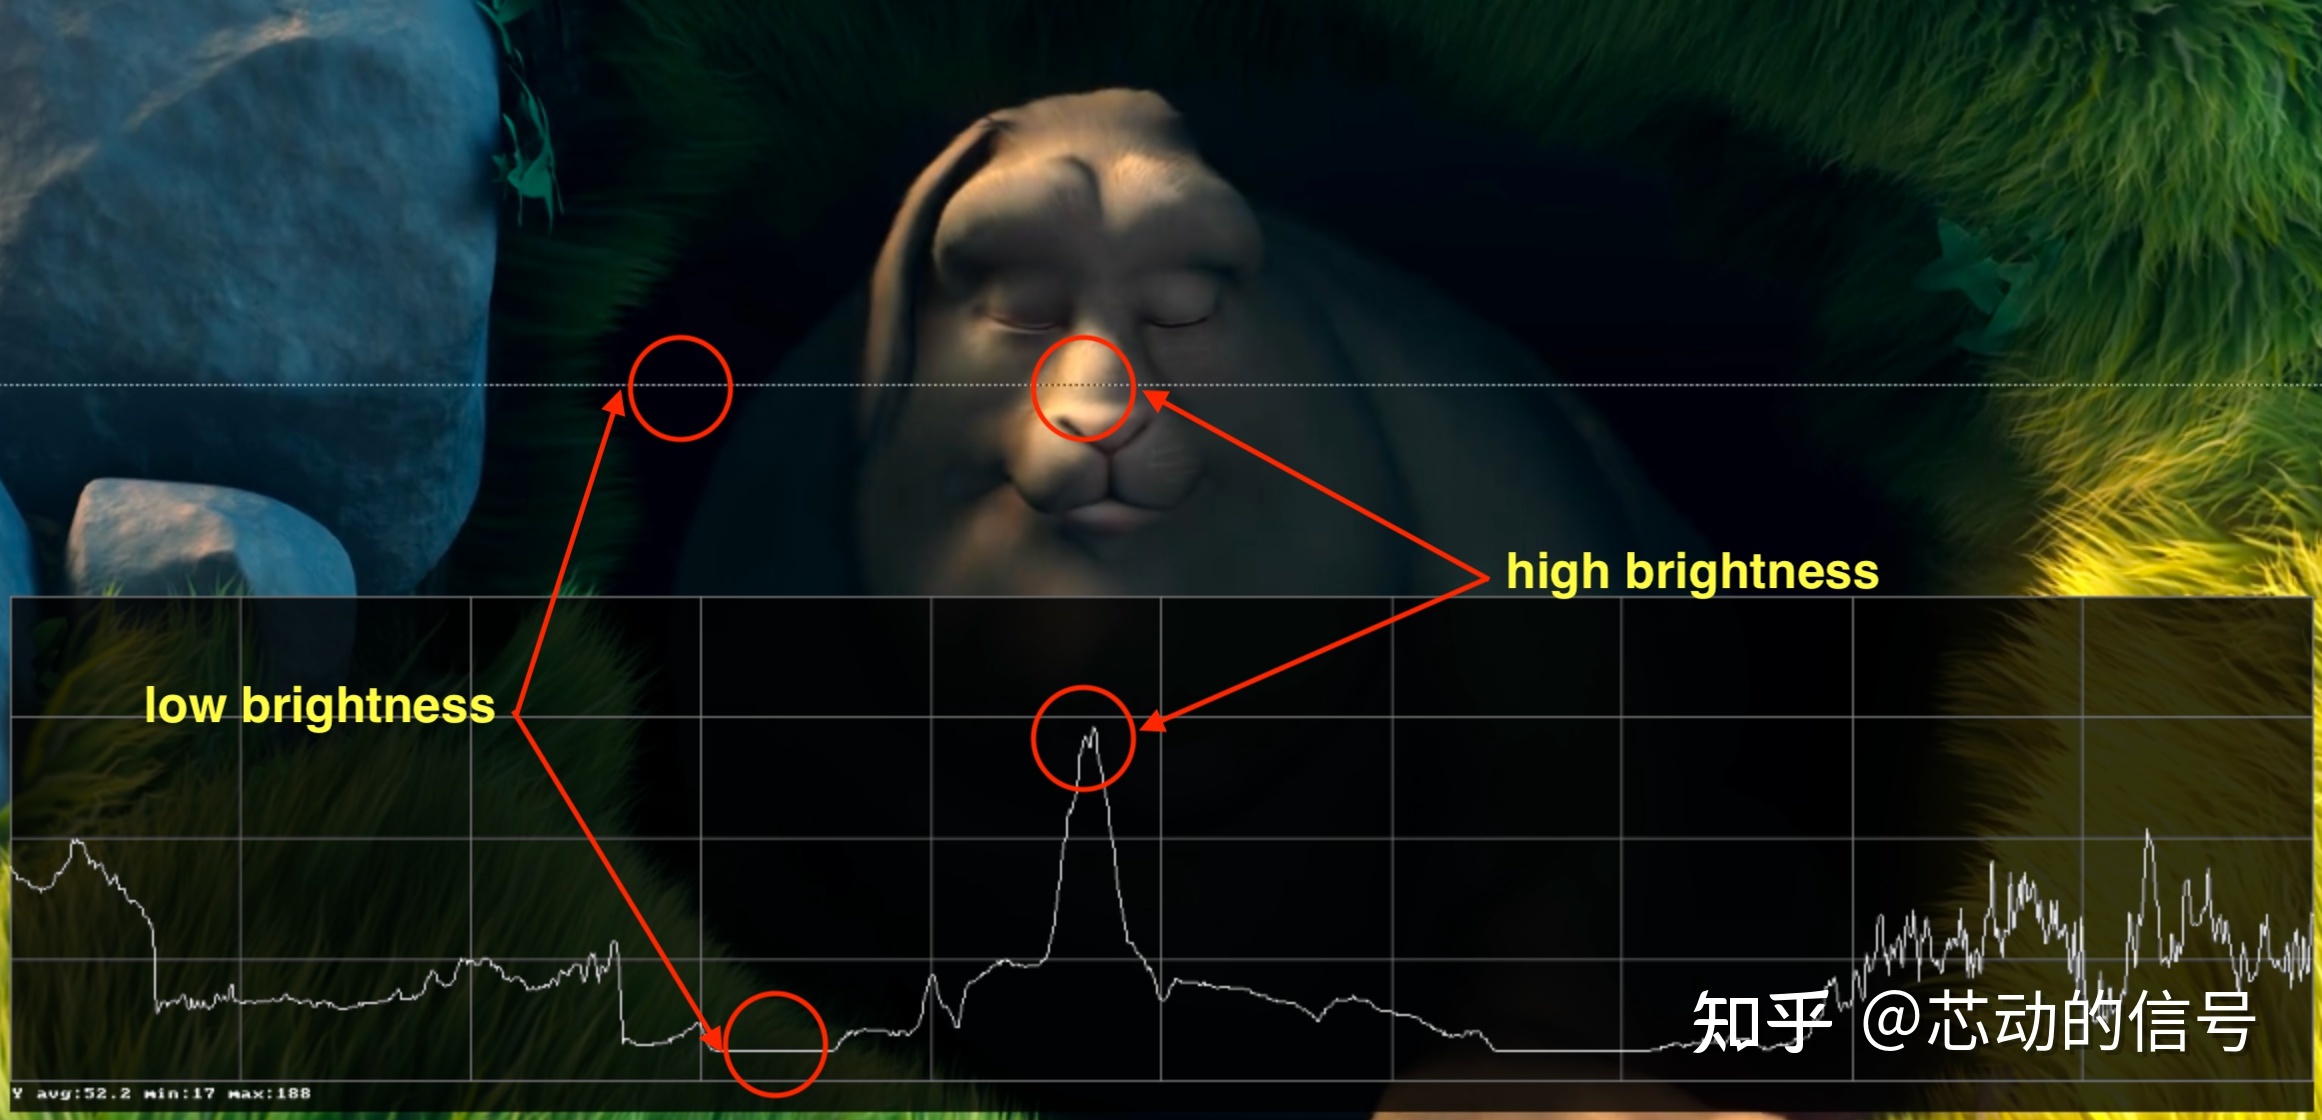 high brightness
low brightness
知乎 @芯动的信号
Y avg:52.2 min:17 max:188